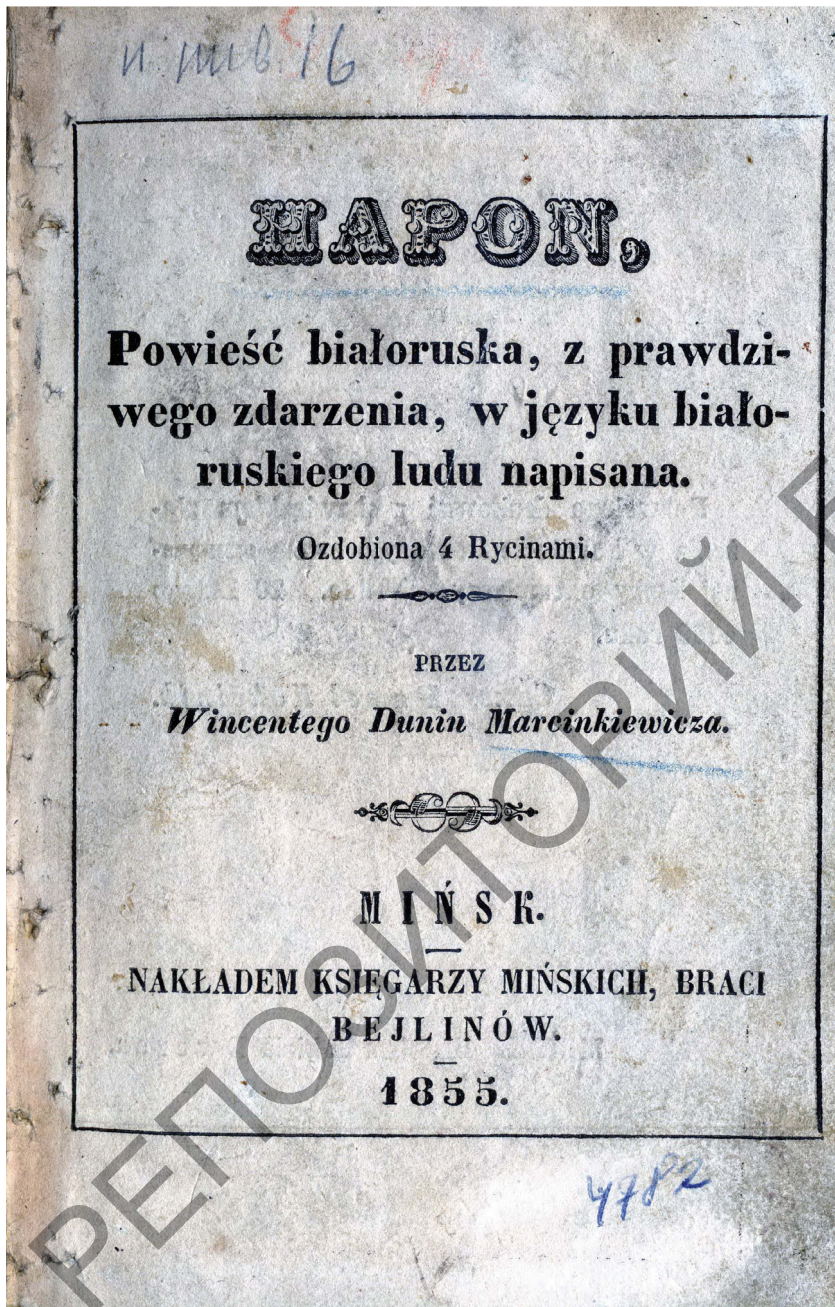 16
HAPON,
Powieść białoruska, z prawdzi-
wego zdarzenia, w języku biało-
ruskiego ludu napisana.
Ozdobiona 4 Rycinami.
PRZEZ
Wincentego Dunin Marcinkiewicza.
MIŃSK.
NAKŁADEM KSIĘGARZY MIŃSKICH, BRACI
BEJLINÓW.
1855.
4782
РЕПОЗИТОРИЙ